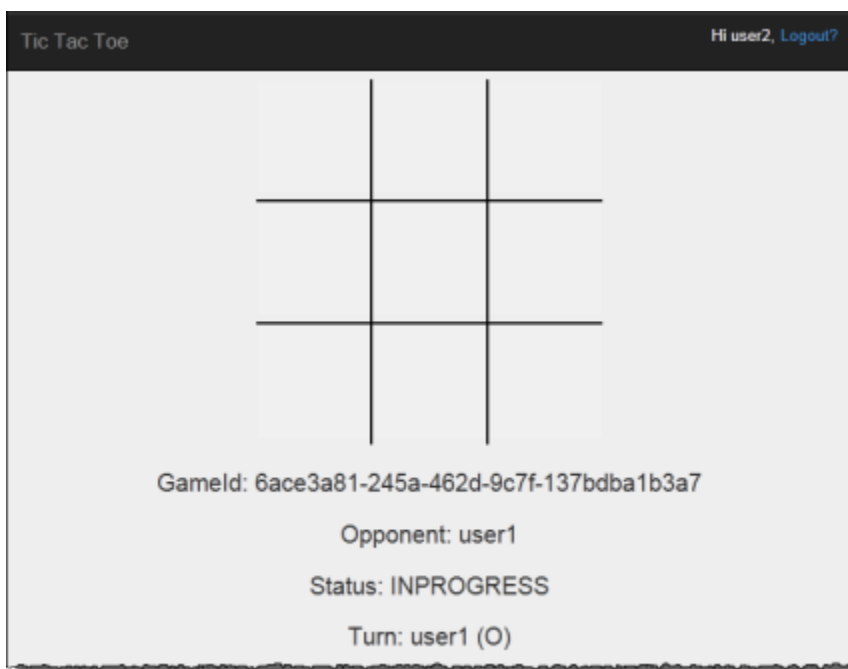 Tic Tac Toe
Hi user2, Logout?
GameId: 6ace3a81-245a-462d-9c7f-137bdba1b3a7
Opponent: user1
Status: INPROGRESS
Turn: user1 (O)